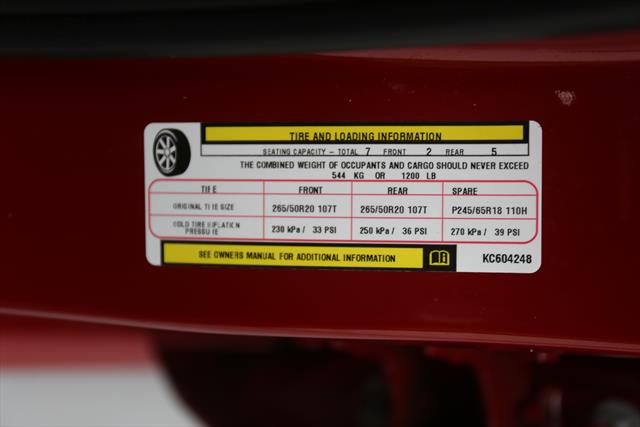 TIRE AND LOADING INFORMATION
SEATING CAPACITY - TOTAL 7 FRONT 2 REAR 5
THE COMBINED WEIGHT OF OCCUPANTS AND CARGO SHOULD NEVER EXCEED
544 KG OR 1200 LB
TIRE FRONT REAR SPARE
ORIGINAL TIRE SIZE 265/50R20 107T 265/50R20 107T P245/65R18 110H
COLD TIRE INFLATION
PRESSURE 230 kPa / 33 PSI 250 kPa / 36 PSI 270 kPa / 39 PSI
SEE OWNERS MANUAL FOR ADDITIONAL INFORMATION
KC604248